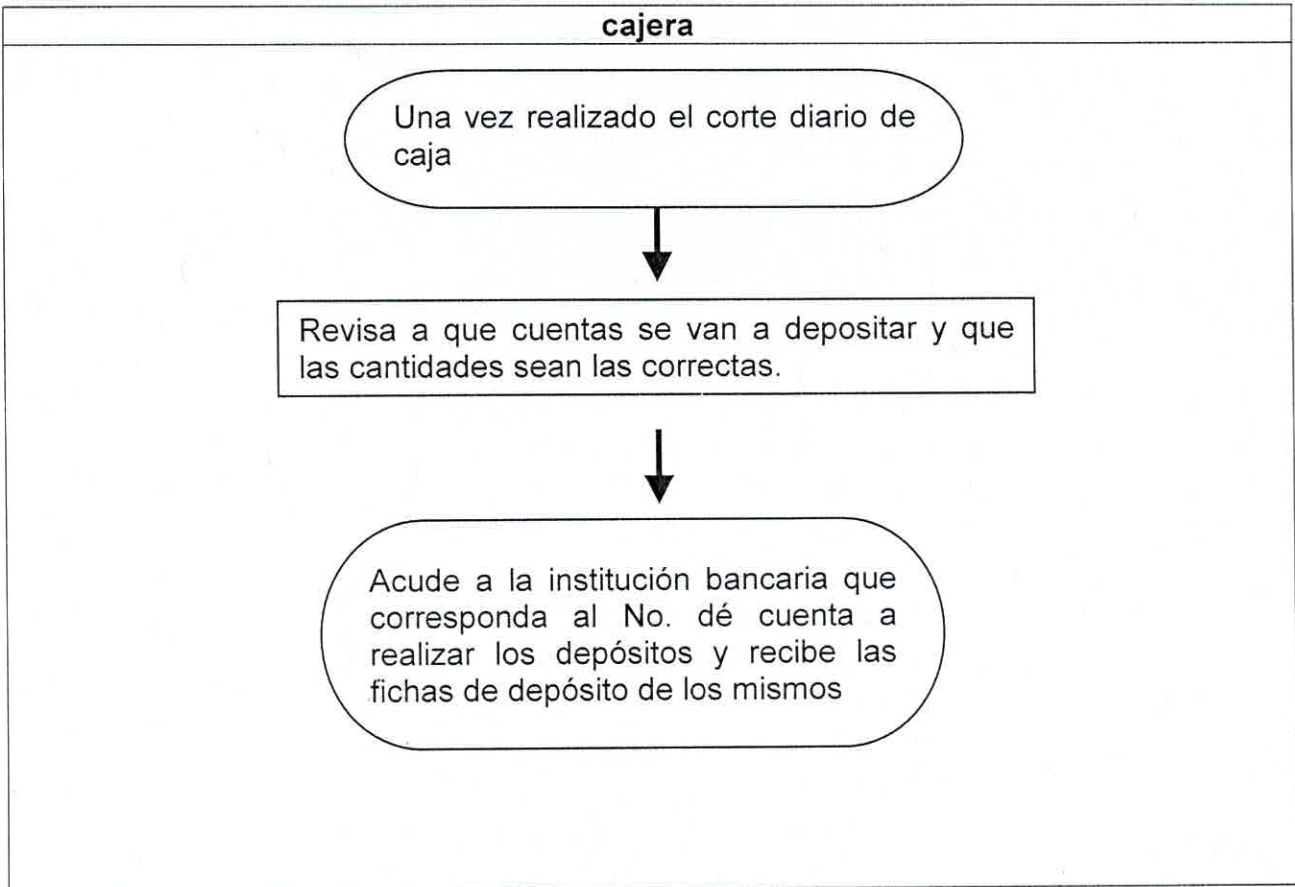 cajera
Una vez realizado el corte diario de
caja
Revisa a que cuentas se van a depositar y que
las cantidades sean las correctas.
Acude a la institución bancaria que
corresponda al No. dé cuenta a
realizar los depósitos y recibe las
fichas de depósito de los mismos